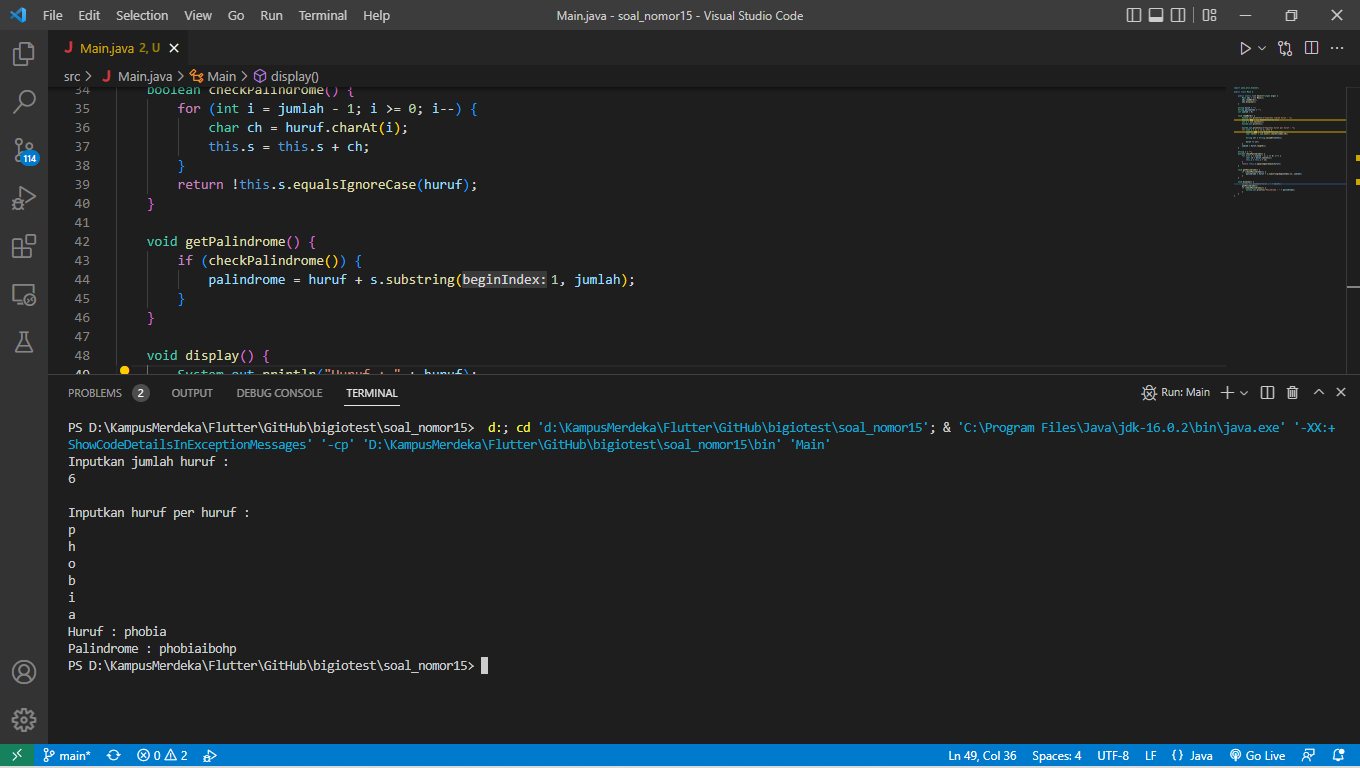 File Edit Selection View Go Run Terminal Help Main.java - soal_nomor15 - Visual Studio Code
J Main.java 2, U
src > J Main.java > Main > display()
34 boolean checkPalindrome() {
35 for (int i = jumlah - 1; i >= 0; i--) {
36 char ch = huruf.charAt(i);
37 this.s = this.s + ch;
38 }
39 return !this.s.equalsIgnoreCase(huruf);
40 }
41
42 void getPalindrome() {
43 if (checkPalindrome()) {
44 palindrome = huruf + s.substring(beginIndex:1, jumlah);
45 }
46 }
47
48 void display() {
49 System.out.println("Huruf : " + huruf);
PROBLEMS 2 OUTPUT DEBUG CONSOLE TERMINAL Run: Main
PS D:\KampusMerdeka\Flutter\GitHub\bigiotest\soal_nomor15> d:; cd 'd:\KampusMerdeka\Flutter\GitHub\bigiotest\soal_nomor15'; & 'C:\Program Files\Java\jdk-16.0.2\bin\java.exe' '-XX:+
ShowCodeDetailsInExceptionMessages' '-cp' 'D:\KampusMerdeka\Flutter\GitHub\bigiotest\soal_nomor15\bin' 'Main'
Inputkan jumlah huruf :
6
Inputkan huruf per huruf :
p
h
o
b
i
a
Huruf : phobia
Palindrome : phobiaibohp
PS D:\KampusMerdeka\Flutter\GitHub\bigiotest\soal_nomor15>
114
main* 0 2 Ln 49, Col 36 Spaces: 4 UTF-8 LF {} Java Go Live